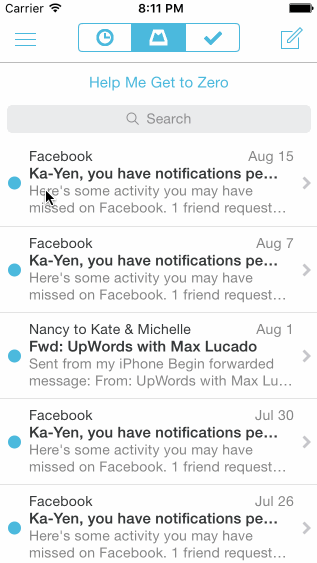 Carrier 8:11 PM
Help Me Get to Zero
Search
Facebook Aug 15
Ka-Yen, you have notifications pe...
Here's some activity you may have
missed on Facebook. 1 friend request...
Facebook Aug 7
Ka-Yen, you have notifications pe...
Here's some activity you may have
missed on Facebook. 1 friend request...
Nancy to Kate & Michelle Aug 1
Fwd: UpWords with Max Lucado
Sent from my iPhone Begin forwarded
message: From: UpWords with Max Lu...
Facebook Jul 30
Ka-Yen, you have notifications pe...
Here's some activity you may have
missed on Facebook. 1 friend request...
Facebook Jul 26
Ka-Yen, you have notifications pe...
Here's some activity you may have
missed on Facebook. 1 friend request...